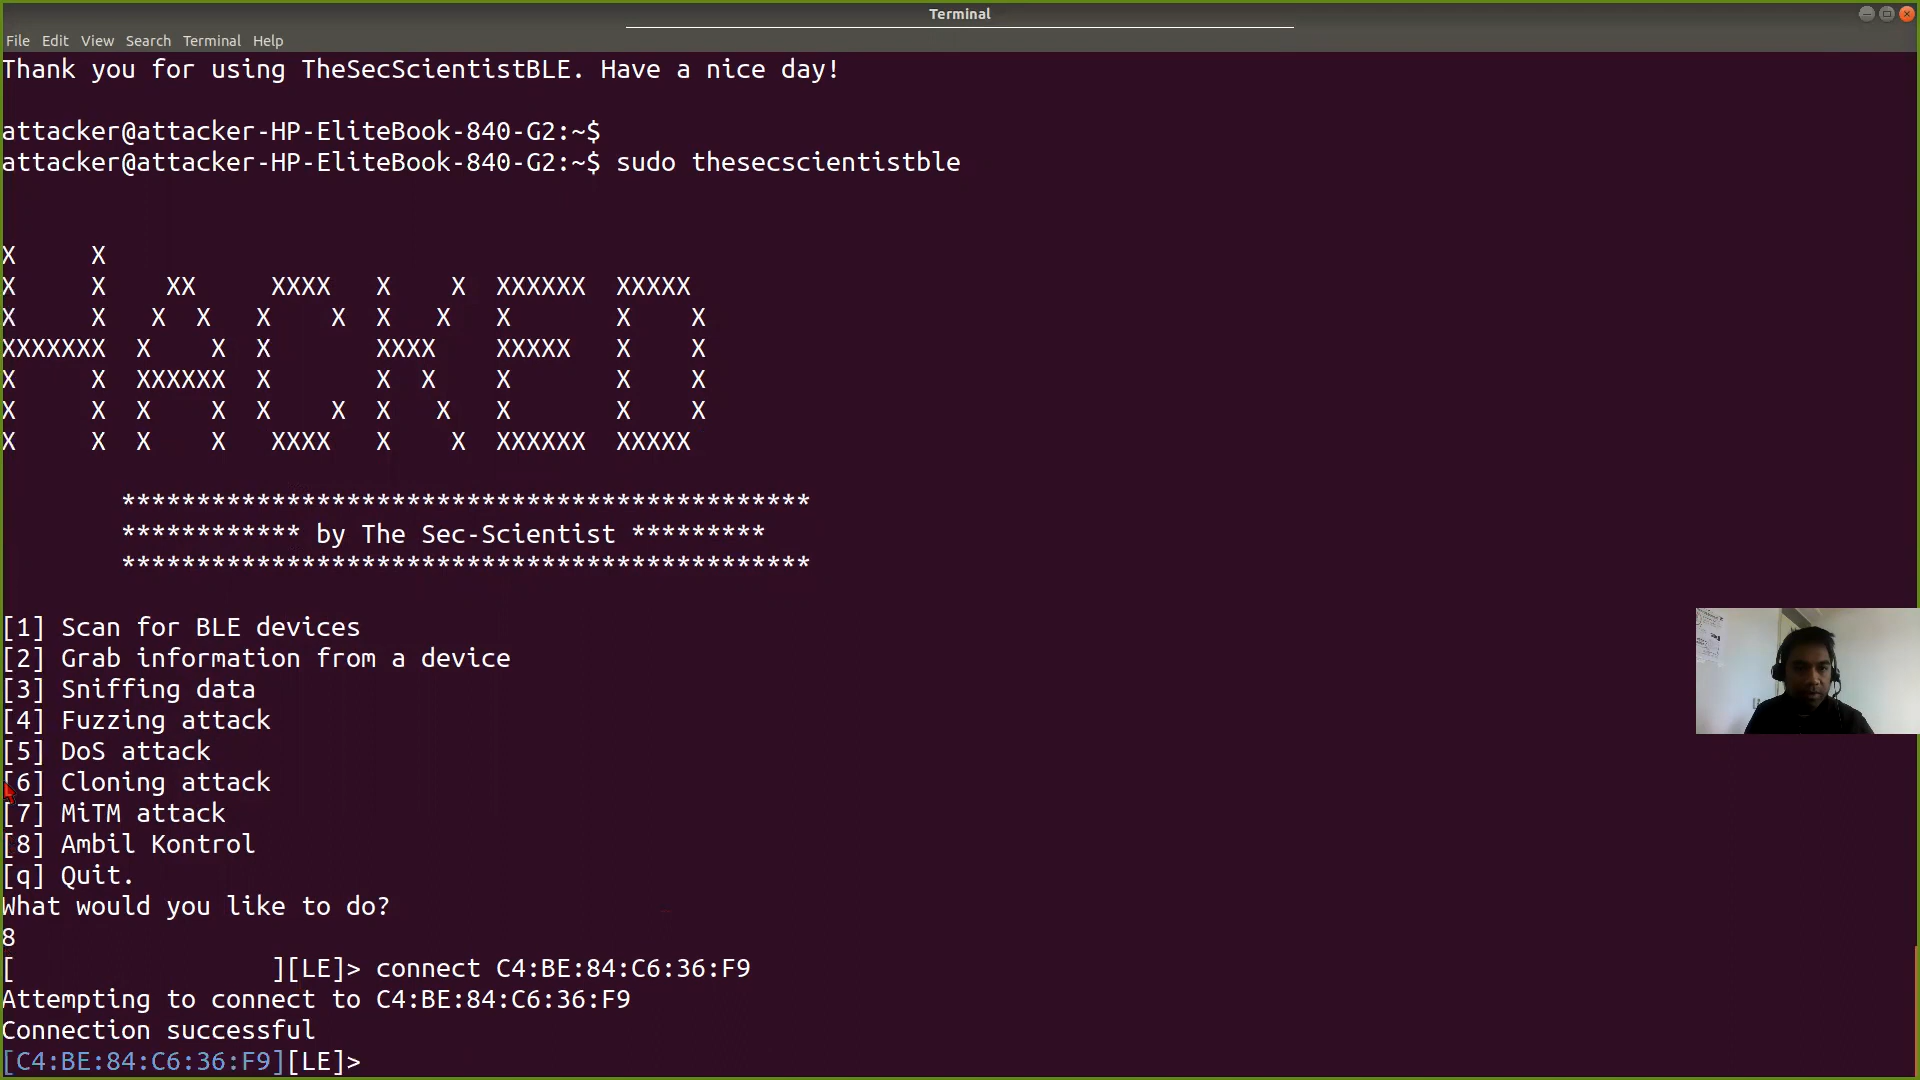 Terminal
File Edit View Search Terminal Help
Thank you for using TheSecScientistBLE. Have a nice day!
attacker@attacker-HP-EliteBook-840-G2:~$
attacker@attacker-HP-EliteBook-840-G2:~$ sudo thesecscientistble
X     X
X     X    XX     XXXX   X    X  XXXXXX  XXXXX
X     X   X  X   X    X  X   X   X       X    X
XXXXXXX  X    X  X       XXXX    XXXXX   X    X
X     X  XXXXXX  X       X  X    X       X    X
X     X  X    X  X    X  X   X   X       X    X
X     X  X    X   XXXX   X    X  XXXXXX  XXXXX
**********************************************
************ by The Sec-Scientist *********
**********************************************
[1] Scan for BLE devices
[2] Grab information from a device
[3] Sniffing data
[4] Fuzzing attack
[5] DoS attack
[6] Cloning attack
[7] MiTM attack
[8] Ambil Kontrol
[q] Quit.
What would you like to do?
8
[                 ][LE]> connect C4:BE:84:C6:36:F9
Attempting to connect to C4:BE:84:C6:36:F9
Connection successful
[C4:BE:84:C6:36:F9][LE]>